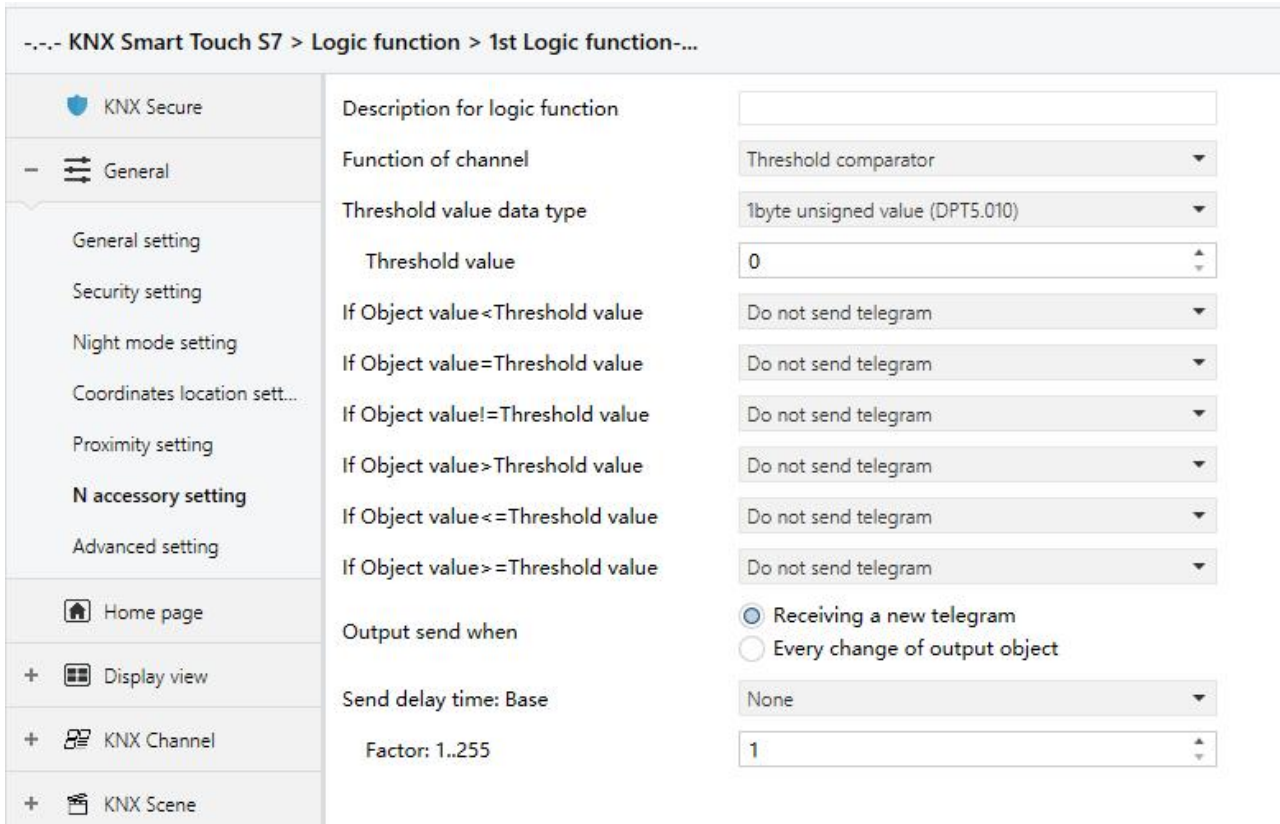 -.-.- KNX Smart Touch S7 > Logic function > 1st Logic function-...
KNX Secure
General
General setting
Security setting
Night mode setting
Coordinates location sett...
Proximity setting
N accessory setting
Advanced setting
Home page
Display view
KNX Channel
KNX Scene
Description for logic function
Function of channel Threshold comparator
Threshold value data type 1byte unsigned value (DPT5.010)
Threshold value 0
If Object value<Threshold value Do not send telegram
If Object value=Threshold value Do not send telegram
If Object value!=Threshold value Do not send telegram
If Object value>Threshold value Do not send telegram
If Object value<=Threshold value Do not send telegram
If Object value>=Threshold value Do not send telegram
Output send when Receiving a new telegram
Every change of output object
Send delay time: Base None
Factor: 1..255 1